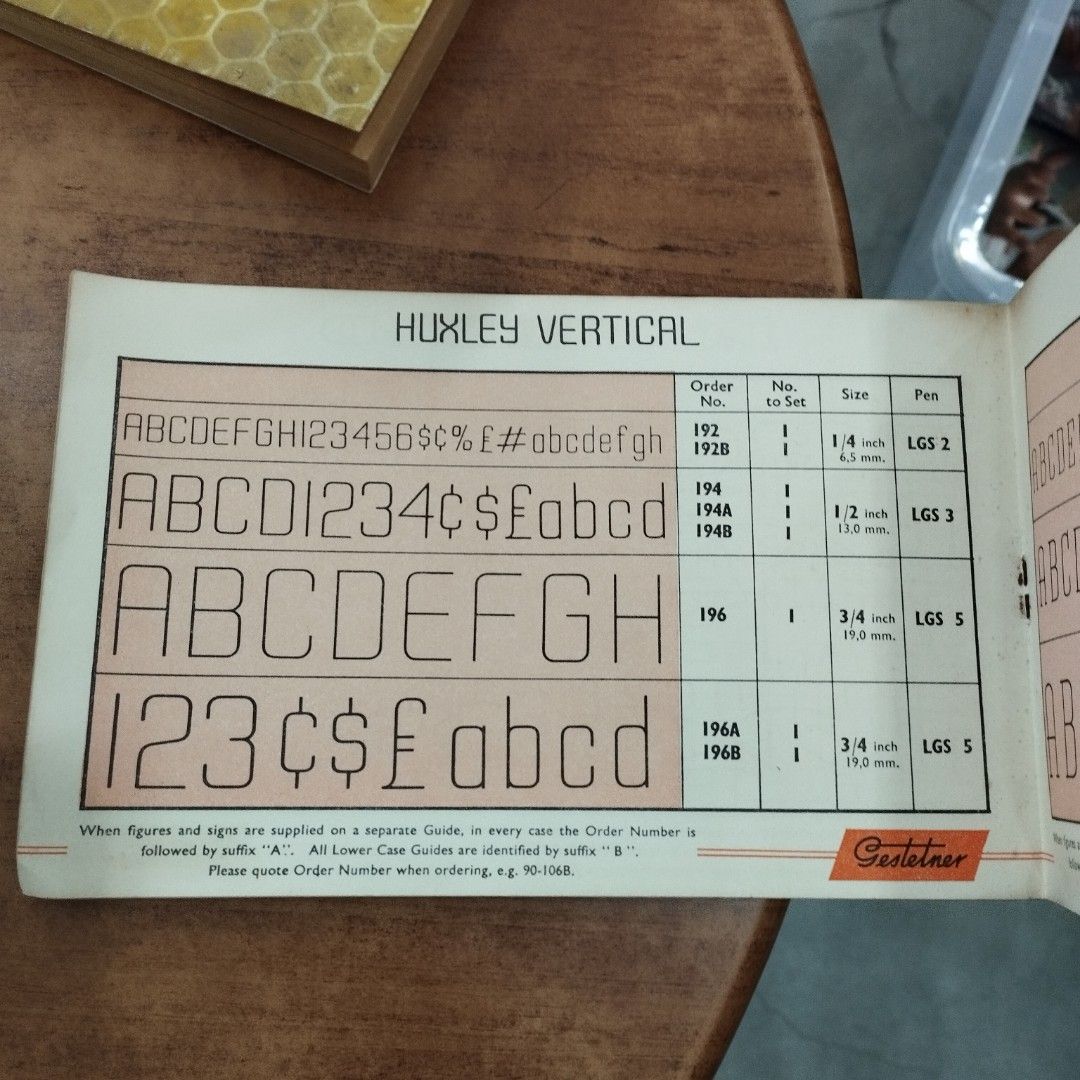 HUXLEY VERTICAL
Order No. No. to Set Size Pen
ABCDEFGHI23456$¢%£#abcdefgh 192 1 1/4 inch LGS 2
192B 1 6,5 mm.
ABCD1234¢$£abcd 194 1 1/2 inch LGS 3
194A 1 13,0 mm.
194B 1
ABCDEFGH 196 1 3/4 inch LGS 5
19,0 mm.
123¢$£abcd 196A 1 3/4 inch LGS 5
196B 1 19,0 mm.
When figures and signs are supplied on a separate Guide, in every case the Order Number is
followed by suffix "A". All Lower Case Guides are identified by suffix "B".
Please quote Order Number when ordering, e.g. 90-106B.
Gestetner
ABCDE
ABCD
AB